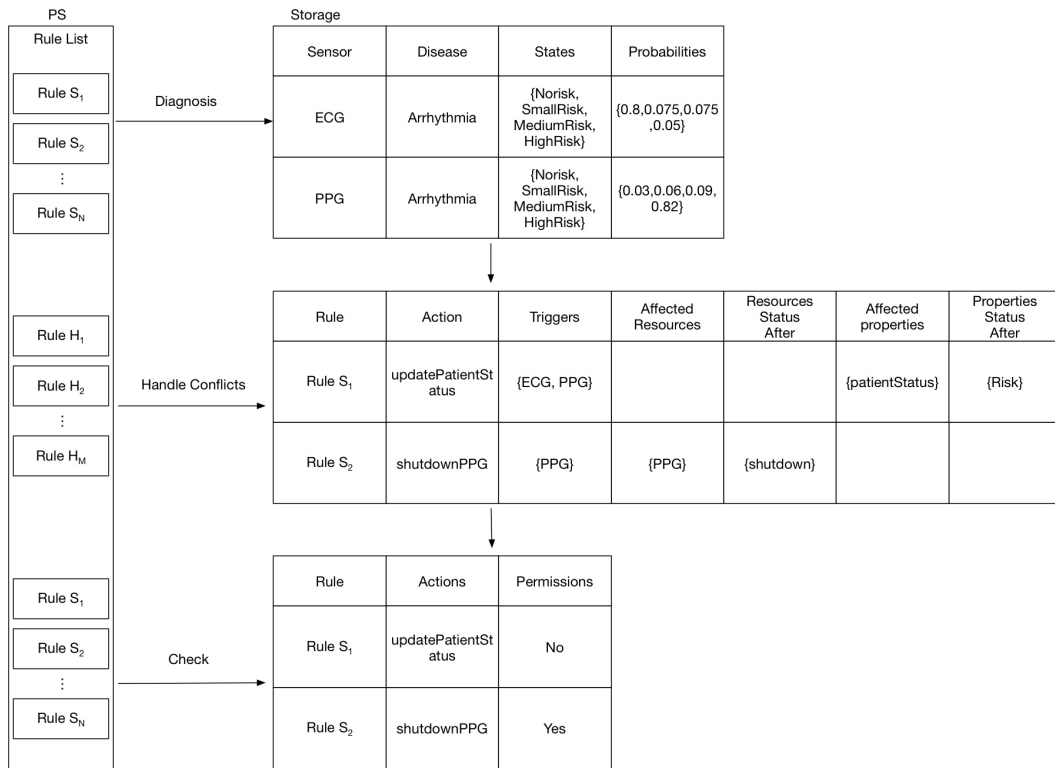 PS
Rule List
Rule S1
Rule S2
⋮
Rule SN
Rule H1
Rule H2
⋮
Rule HM
Rule S1
Rule S2
⋮
Rule SN
Diagnosis
Handle Conflicts
Check
Storage
Sensor
Disease
States
Probabilities
ECG
Arrhythmia
{Norisk,
SmallRisk,
MediumRisk,
HighRisk}
{0.8,0.075,0.075
,0.05}
PPG
Arrhythmia
{Norisk,
SmallRisk,
MediumRisk,
HighRisk}
{0.03,0.06,0.09,
0.82}
Rule
Action
Triggers
Affected
Resources
Resources
Status
After
Affected
properties
Properties
Status
After
Rule S1
updatePatientSt
atus
{ECG, PPG}
{patientStatus}
{Risk}
Rule S2
shutdownPPG
{PPG}
{PPG}
{shutdown}
Rule
Actions
Permissions
Rule S1
updatePatientSt
atus
No
Rule S2
shutdownPPG
Yes